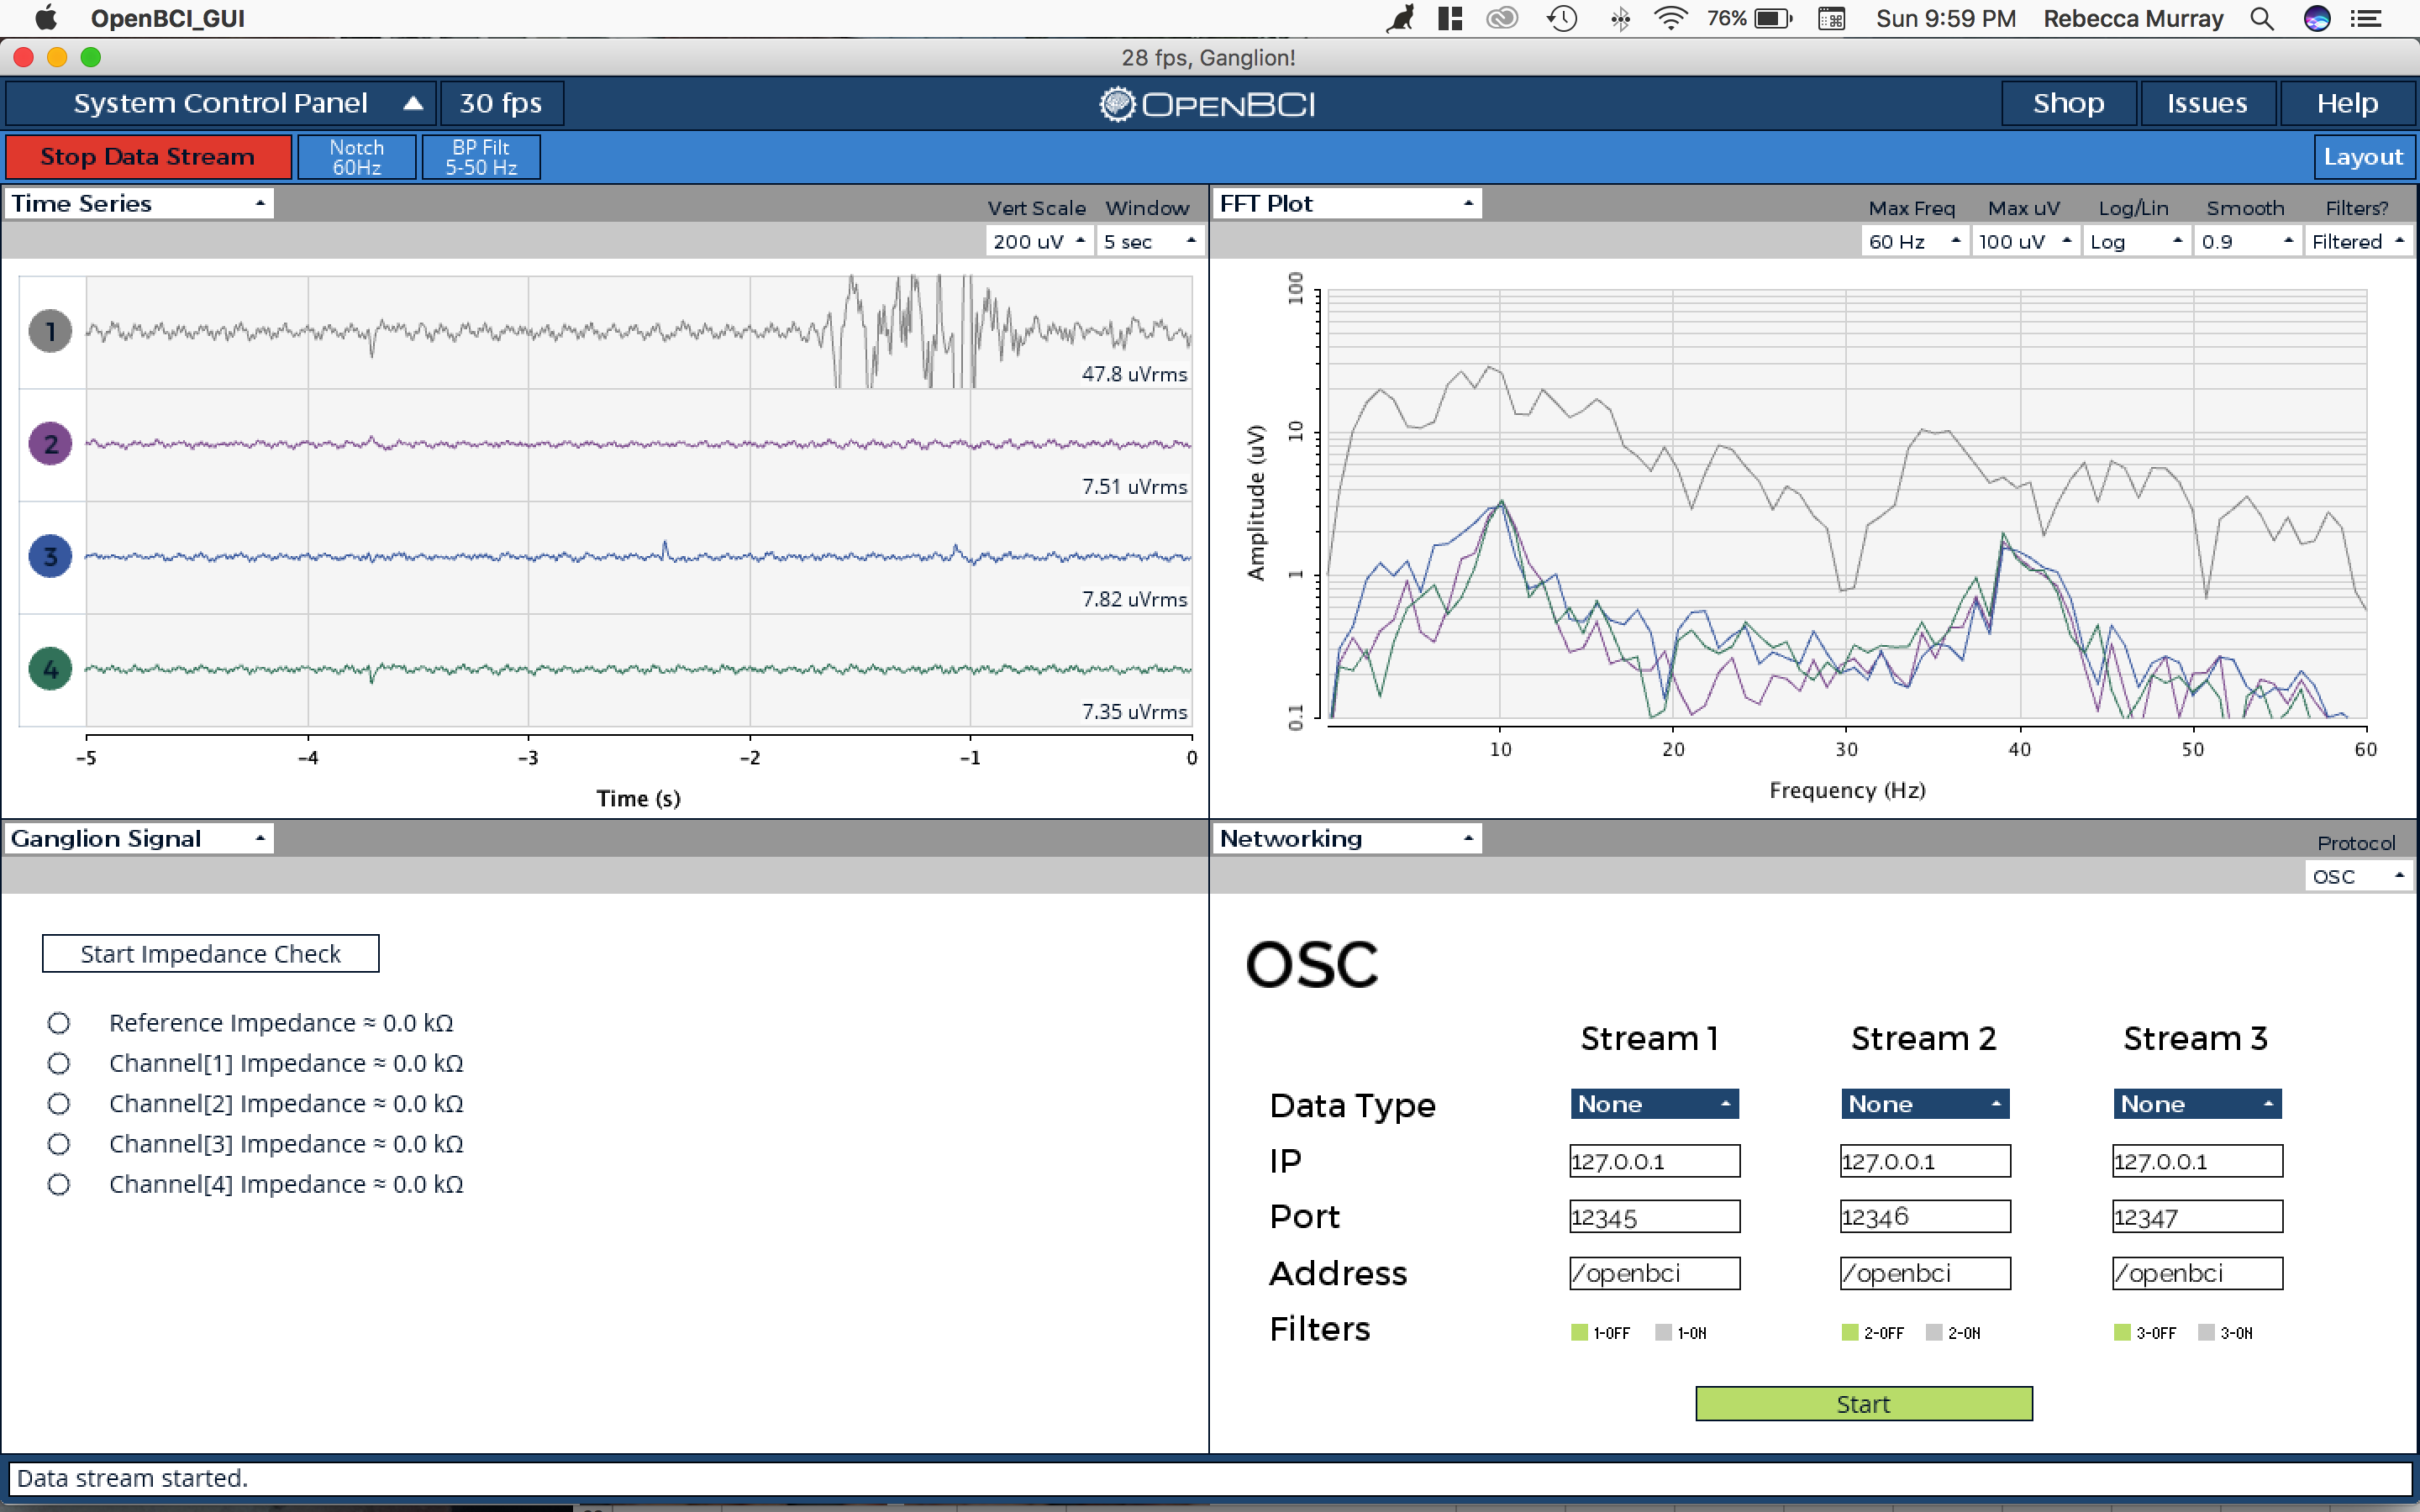 OpenBCI_GUI
76%
Sun 9:59 PM Rebecca Murray
28 fps, Ganglion!
System Control Panel 30 fps
OPENBCI
Shop Issues Help
Stop Data Stream
Notch
60Hz
BP Filt
5-50 Hz
Layout
Time Series
Vert Scale Window
200 uV 5 sec
1
47.8 uVrms
2
7.51 uVrms
3
7.82 uVrms
4
7.35 uVrms
-5 -4 -3 -2 -1 0
Time (s)
FFT Plot
Max Freq Max uV Log/Lin Smooth Filters?
60 Hz 100 uV Log 0.9 Filtered
100
10
1
0.1
Amplitude (uV)
10 20 30 40 50 60
Frequency (Hz)
Ganglion Signal
Start Impedance Check
Reference Impedance ≈ 0.0 kΩ
Channel[1] Impedance ≈ 0.0 kΩ
Channel[2] Impedance ≈ 0.0 kΩ
Channel[3] Impedance ≈ 0.0 kΩ
Channel[4] Impedance ≈ 0.0 kΩ
Networking
Protocol
OSC
OSC
Stream 1 Stream 2 Stream 3
Data Type None None None
IP 127.0.0.1 127.0.0.1 127.0.0.1
Port 12345 12346 12347
Address /openbci /openbci /openbci
Filters 1-OFF 1-ON 2-OFF 2-ON 3-OFF 3-ON
Start
Data stream started.